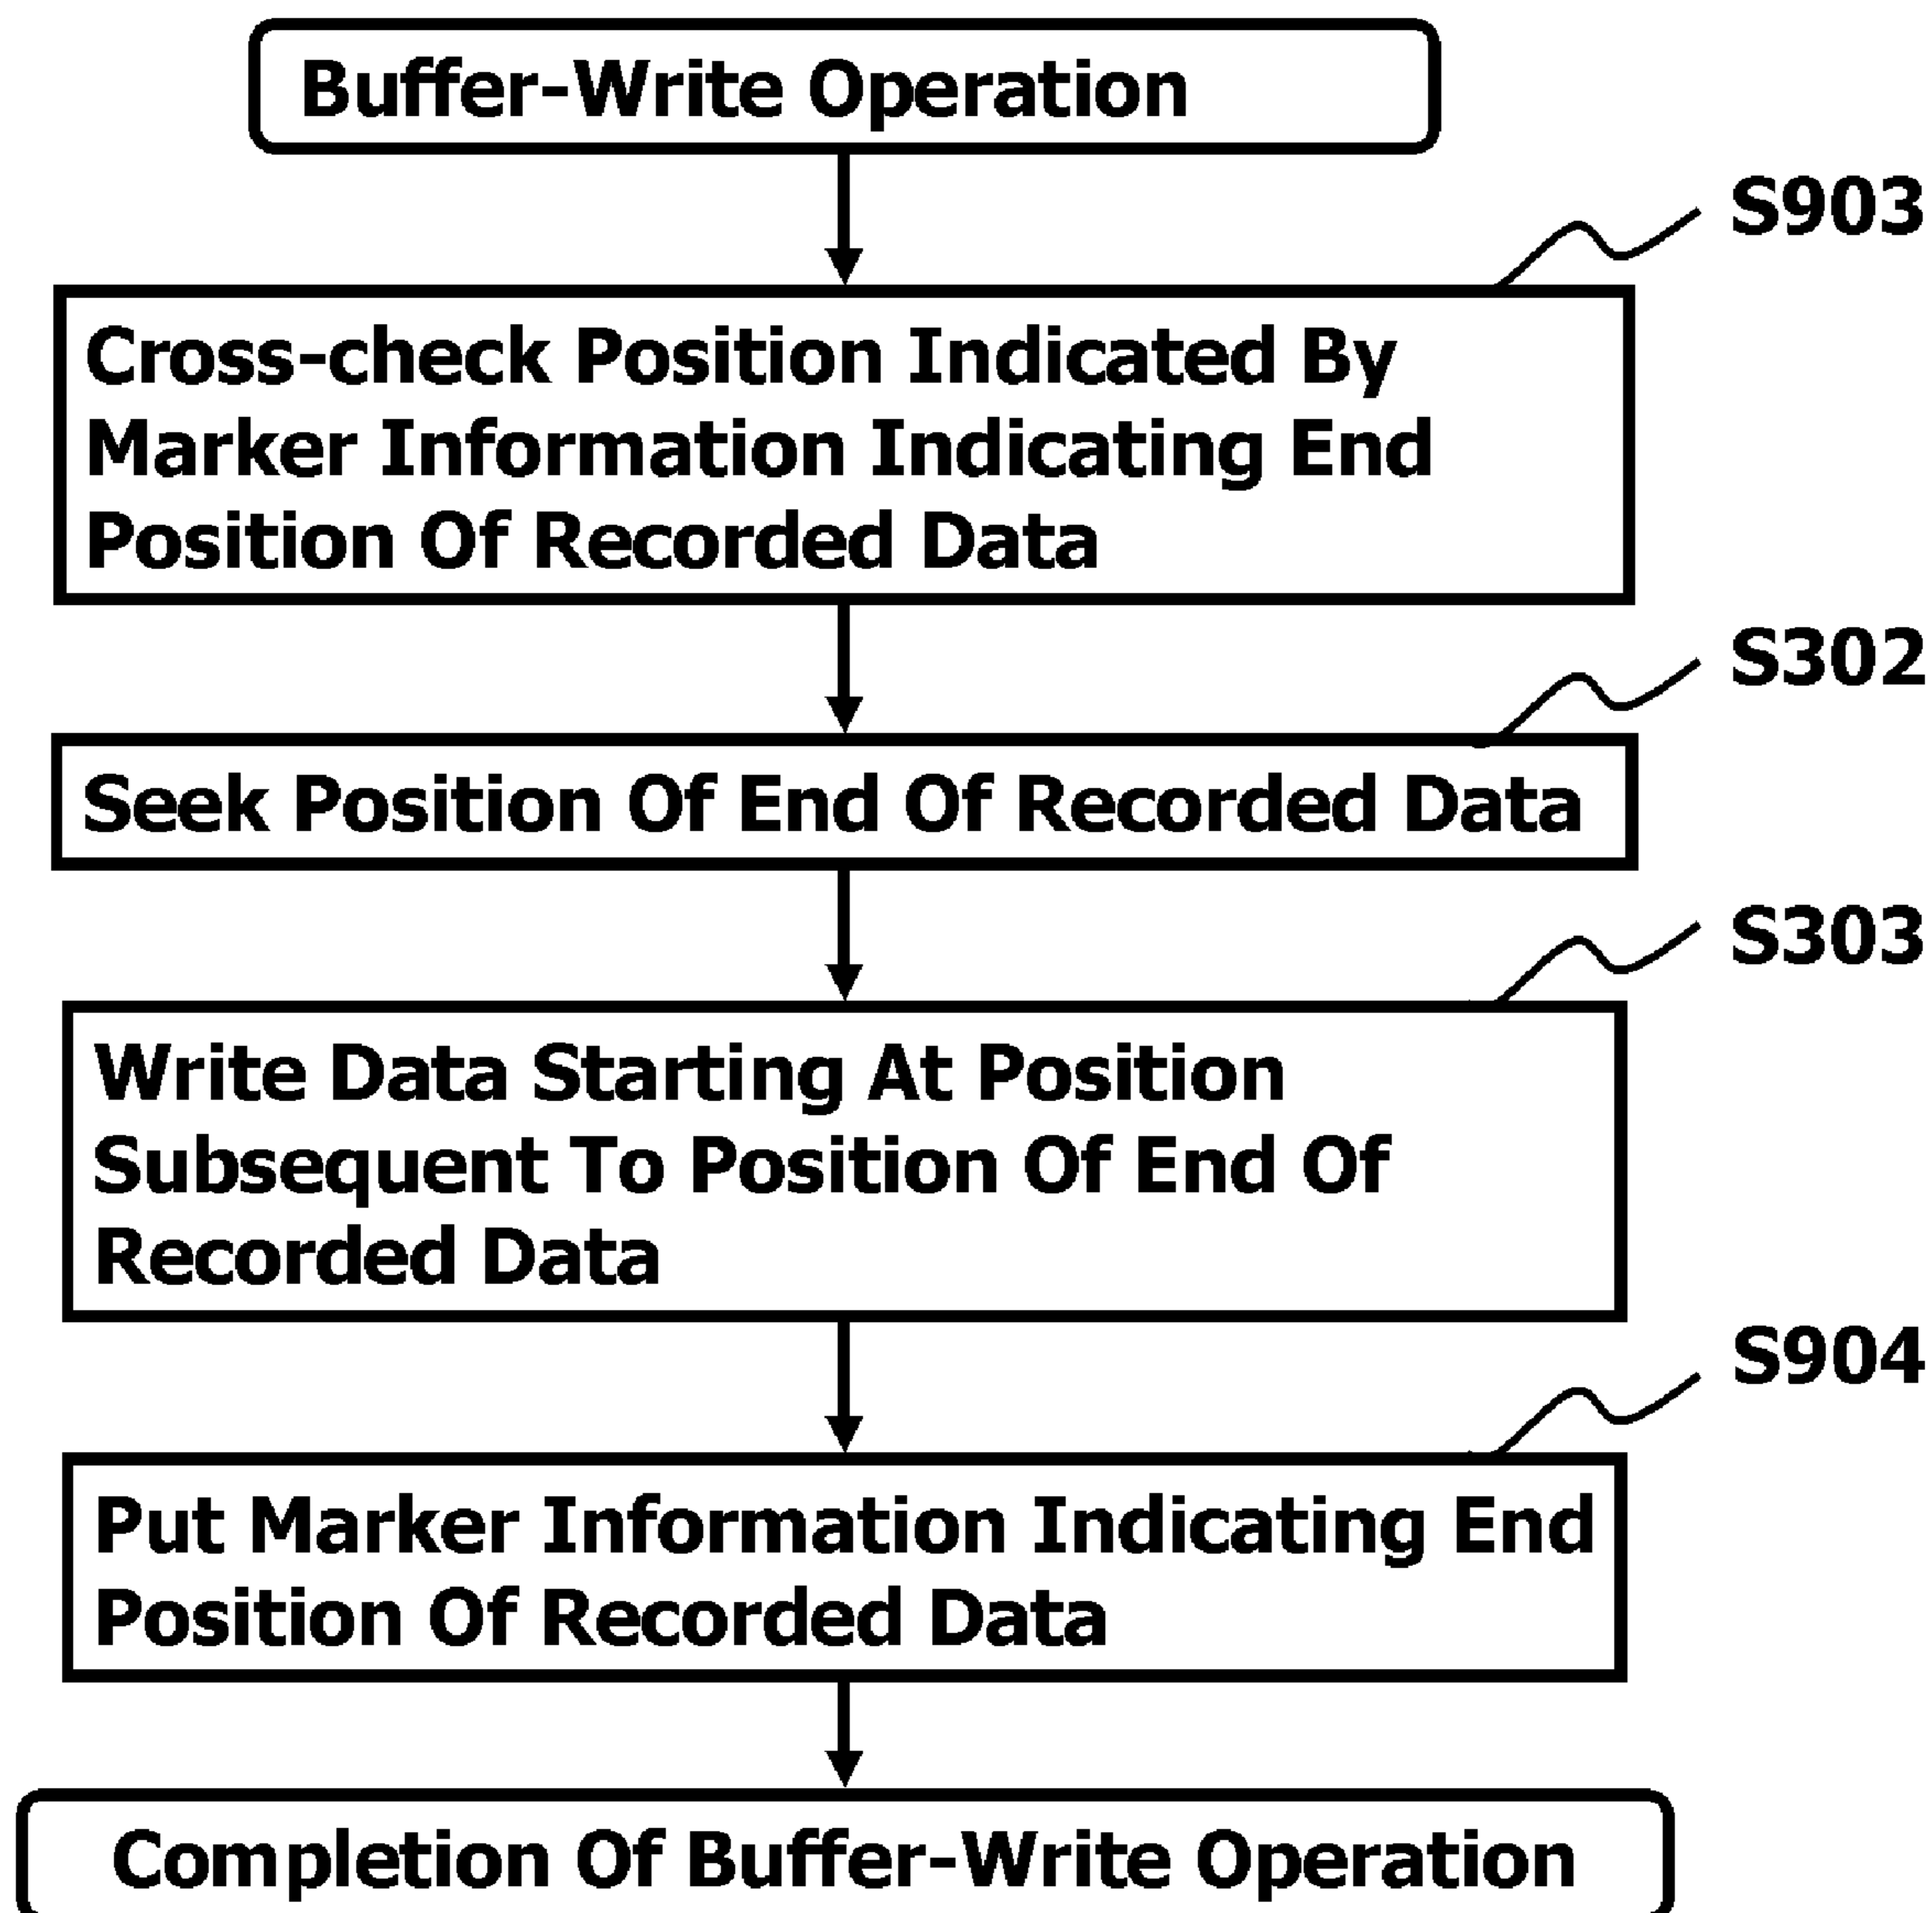 Buffer-Write Operation
S903
Cross-check Position Indicated By
Marker Information Indicating End
Position Of Recorded Data
S302
Seek Position Of End Of Recorded Data
S303
Write Data Starting At Position
Subsequent To Position Of End Of
Recorded Data
S904
Put Marker Information Indicating End
Position Of Recorded Data
Completion Of Buffer-Write Operation